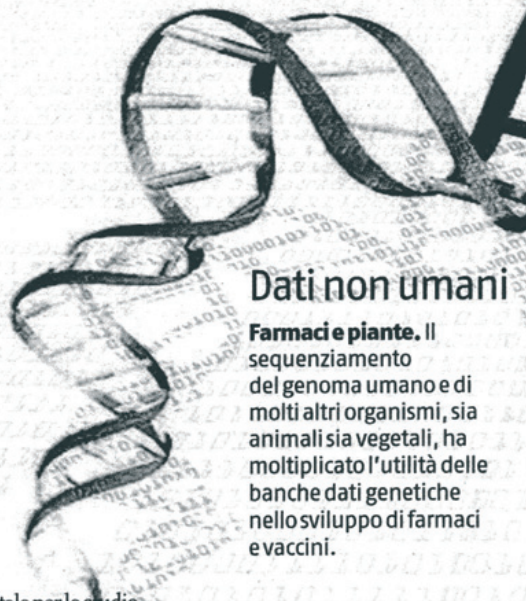 Dati non umani
Farmaci e piante. Il
sequenziamento
del genoma umano e di
molti altri organismi, sia
animali sia vegetali, ha
moltiplicato l'utilità delle
banche dati genetiche
nello sviluppo di farmaci
e vaccini.